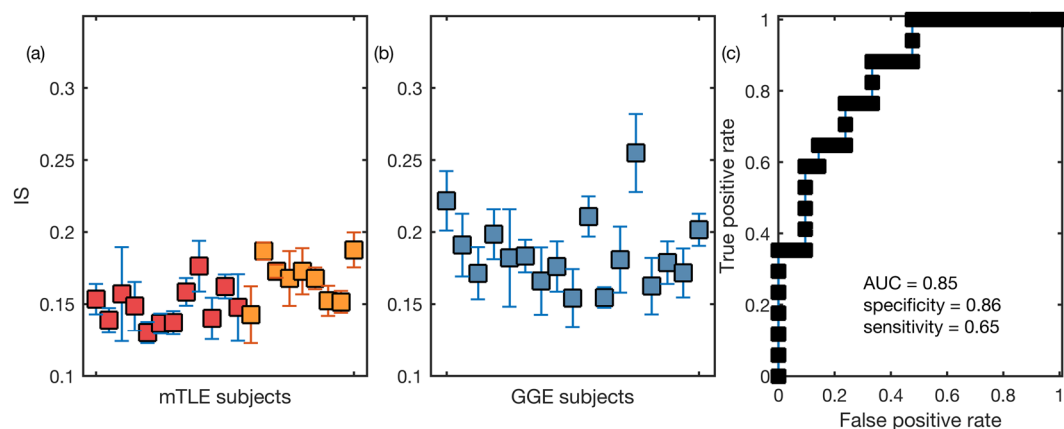 (a)
IS
0.3
0.25
0.2
0.15
0.1
mTLE subjects
(b)
0.3
0.25
0.2
0.15
0.1
GGE subjects
(c)
True positive rate
1
0.8
0.6
0.4
0.2
0
AUC = 0.85
specificity = 0.86
sensitivity = 0.65
0 0.2 0.4 0.6 0.8 1
False positive rate